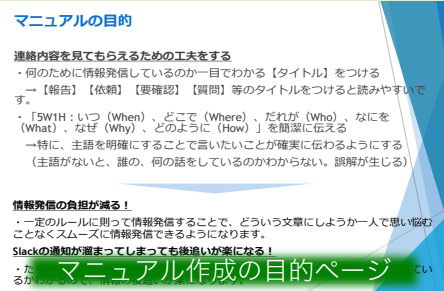 マニュアルの目的
連絡内容を見てもらえるための工夫をする
・何のために情報発信しているのか一目でわかる【タイトル】をつける
→【報告】【依頼】【要確認】【質問】等のタイトルをつけると読みやすいで
す。
・「5W1H：いつ（When）、どこで（Where）、だれが（Who）、なにを
（What）、なぜ（Why）、どのように（How）」を簡潔に伝える
→特に、主語を明確にすることで言いたいことが確実に伝わるようにする
（主語がないと、誰の、何の話をしているのかわからない。誤解が生じる）
情報発信の負担が減る！
・一定のルールに則って情報発信することで、どういう文章にしようか一人で思い悩む
ことなくスムーズに情報発信できるようになります。
Slackの通知が溜まってしまっても後追いが楽になる！
・た
マニュアル作成の目的ページ